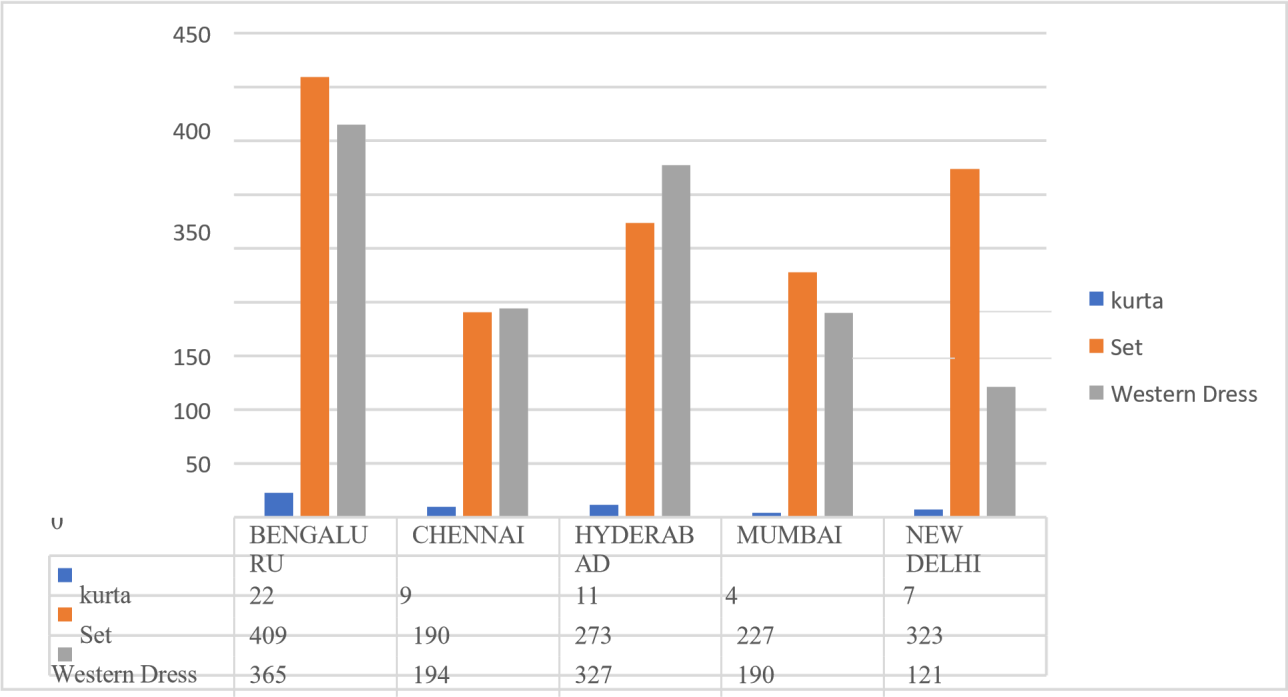 450
400
350
150
100
50
0
kurta
Set
Western Dress
BENGALU CHENNAI HYDERAB MUMBAI NEW
RU AD DELHI
kurta 22 9 11 4 7
Set 409 190 273 227 323
Western Dress 365 194 327 190 121